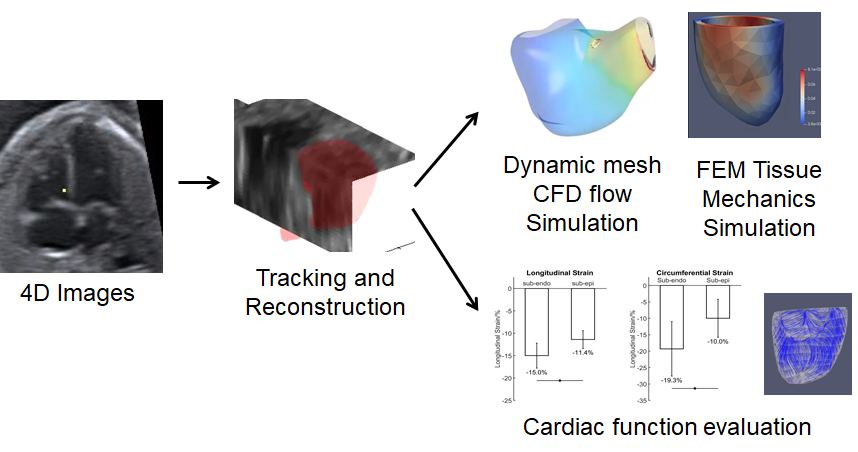 4D Images
Tracking and
Reconstruction
Dynamic mesh
CFD flow
Simulation
FEM Tissue
Mechanics
Simulation
Longitudinal Strain
sub-endo
sub-epi
Longitudinal Strain/%
0
-5
-10
-15
-20
-25
-15.0%
-11.4%
Circumferential Strain
Sub-endo
Sub-epi
Longitudinal Strain/%
0
-5
-10
-15
-20
-25
-30
-35
-19.3%
-10.0%
Cardiac function evaluation